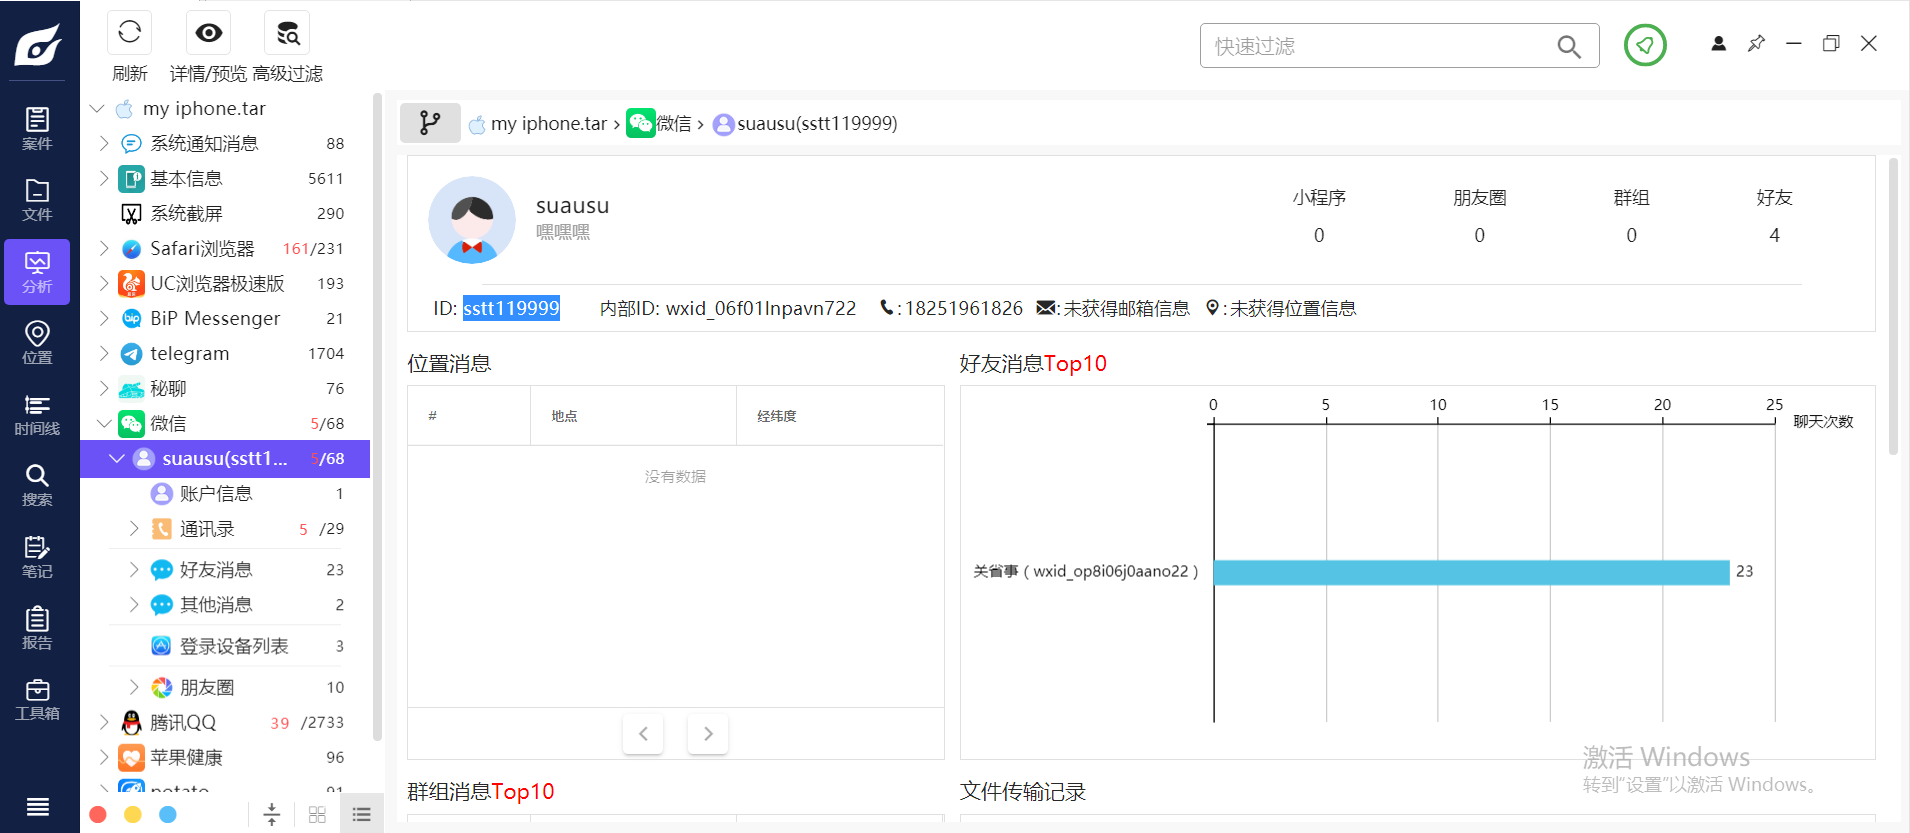 刷新
详情/预览
高级过滤
快速过滤
案件
文件
分析
位置
时间线
搜索
笔记
报告
工具箱
my iphone.tar
系统通知消息 88
基本信息 5611
系统截屏 290
Safari浏览器 161/231
UC浏览器极速版 193
BiP Messenger 21
telegram 1704
秘聊 76
微信 5/68
suausu(sstt1... 5/68
账户信息 1
通讯录 5 /29
好友消息 23
其他消息 2
登录设备列表 3
朋友圈 10
腾讯QQ 39 /2733
苹果健康 96
potato 91
my iphone.tar › 微信 › suausu(sstt119999)
suausu
嘿嘿嘿
小程序 朋友圈 群组 好友
0 0 0 4
ID: sstt119999 内部ID: wxid_06f01lnpavn722 : 18251961826 : 未获得邮箱信息 : 未获得位置信息
位置消息
# 地点 经纬度
没有数据
好友消息Top10
0 5 10 15 20 25
聊天次数
关省事 ( wxid_op8i06j0aano22 ) 23
群组消息Top10
文件传输记录
激活 Windows
转到"设置"以激活 Windows。